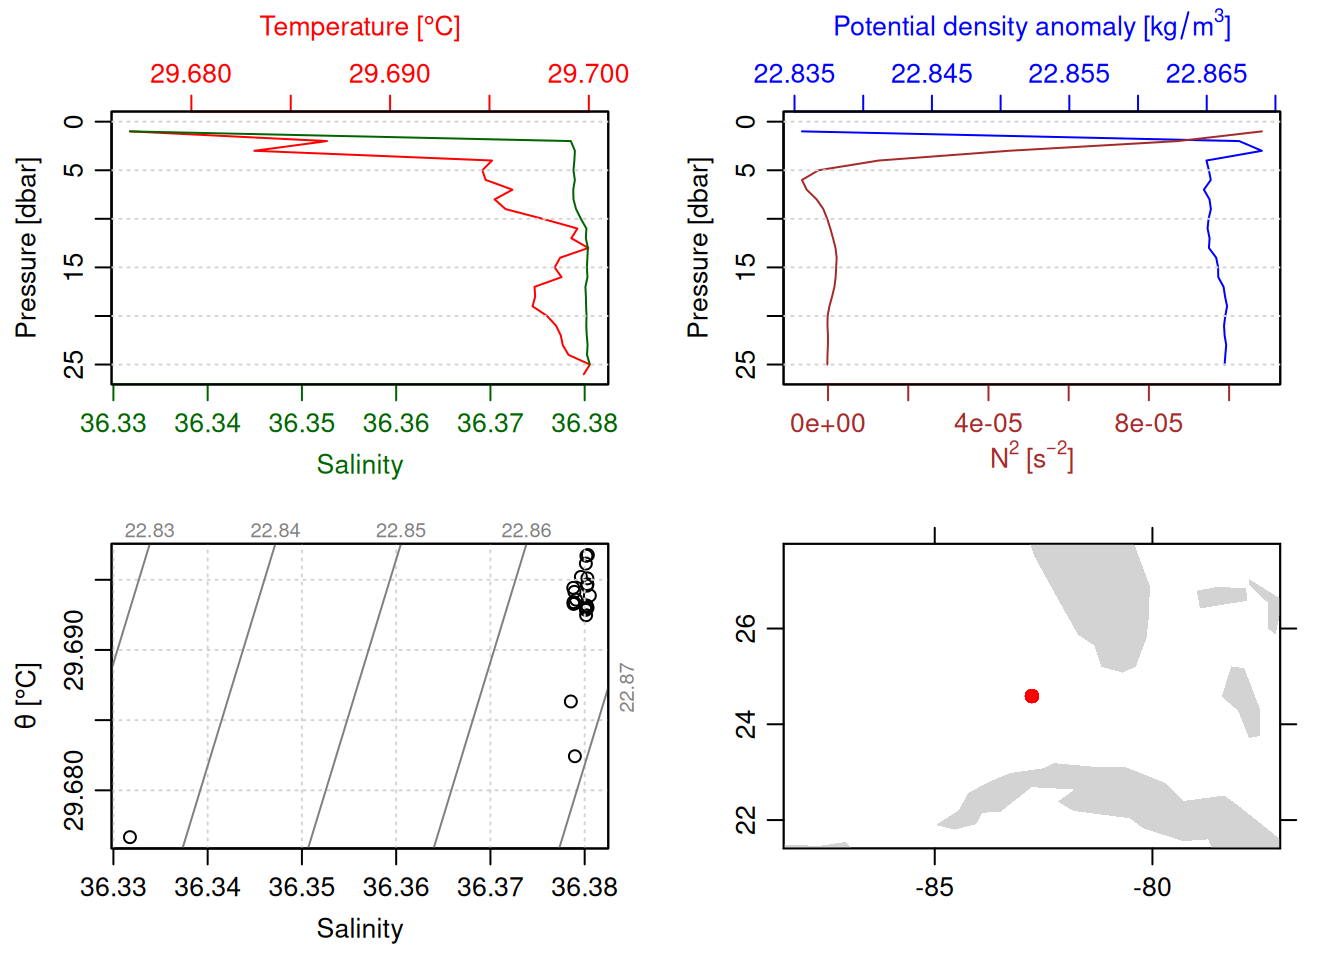 Temperature [°C]
29.680 29.690 29.700
Pressure [dbar]
0 5 15 25
36.33 36.34 36.35 36.36 36.37 36.38
Salinity
Potential density anomaly [kg/m³]
22.835 22.845 22.855 22.865
Pressure [dbar]
0 5 15 25
0e+00 4e-05 8e-05
N² [s⁻²]
22.83 22.84 22.85 22.86
22.87
θ [°C]
29.690
29.680
36.33 36.34 36.35 36.36 36.37 36.38
Salinity
26
24
22
-85 -80